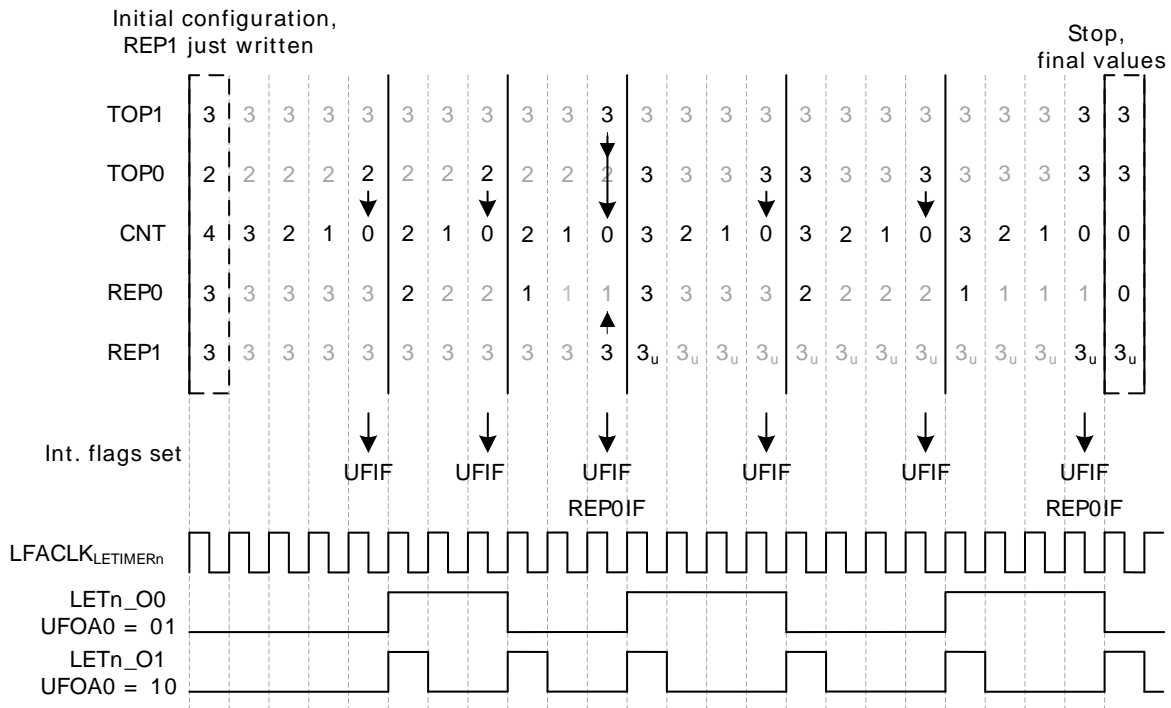 Initial configuration,
REP1 just written
Stop,
final values
TOP1 3 3 3 3 3 3 3 3 3 3 3 3 3 3 3 3 3 3 3 3 3 3 3 3
TOP0 2 2 2 2 2 2 2 2 2 2 2 3 3 3 3 3 3 3 3 3 3 3 3 3
CNT 4 3 2 1 0 2 1 0 2 1 0 3 2 1 0 3 2 1 0 3 2 1 0 0
REP0 3 3 3 3 3 2 2 2 1 1 1 3 3 3 3 2 2 2 2 1 1 1 1 0
REP1 3 3 3 3 3 3 3 3 3 3 3 3u 3u 3u 3u 3u 3u 3u 3u 3u 3u 3u 3u 3u
Int. flags set
UFIF UFIF UFIF UFIF UFIF UFIF
REP0IF REP0IF
LFACLKLETIMERn
LETn_O0
UFOA0 = 01
LETn_O1
UFOA0 = 10